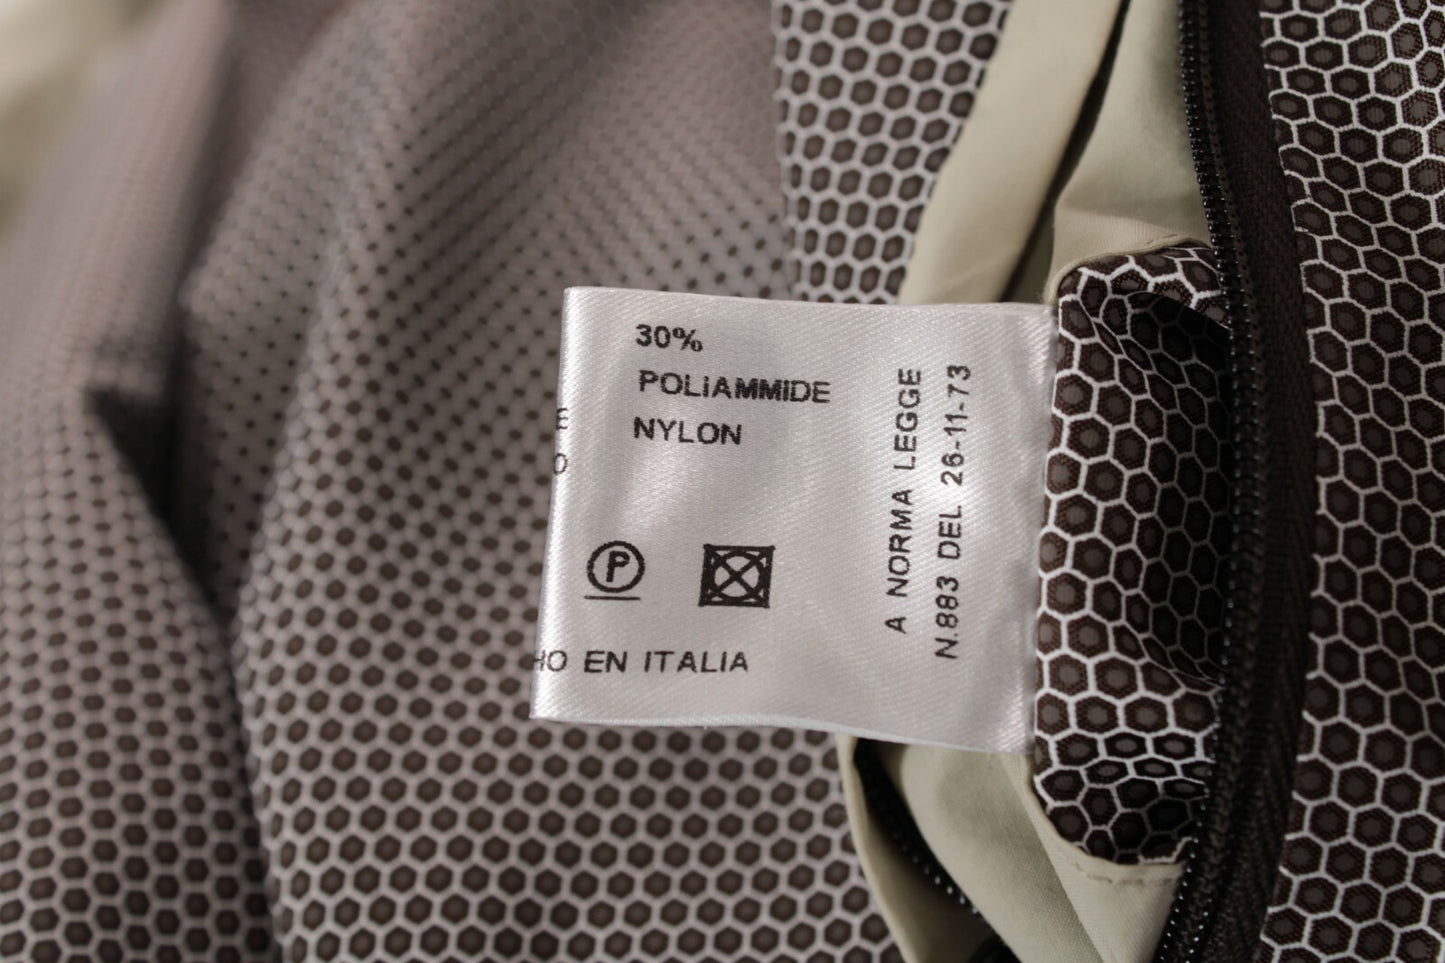 30%
POLiAMMIDE
NYLON
P
HO EN ITALIA
A NORMA LEGGE
N.883 DEL 26-11-73